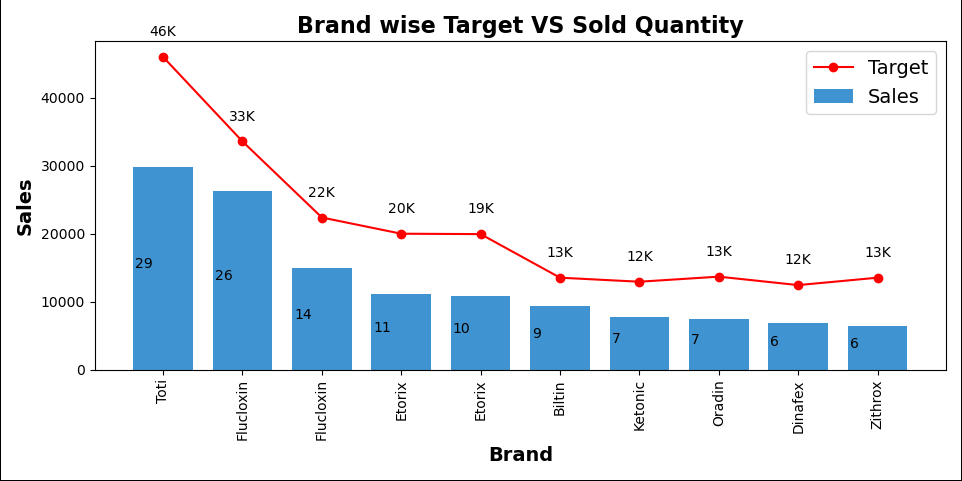 Brand wise Target VS Sold Quantity
46K
33K
22K
20K
19K
13K
12K
13K
12K
13K
Target
Sales
40000
30000
20000
10000
0
Sales
29
26
14
11
10
9
7
7
6
6
Toti
Flucloxin
Flucloxin
Etorix
Etorix
Biltin
Ketonic
Oradin
Dinafex
Zithrox
Brand